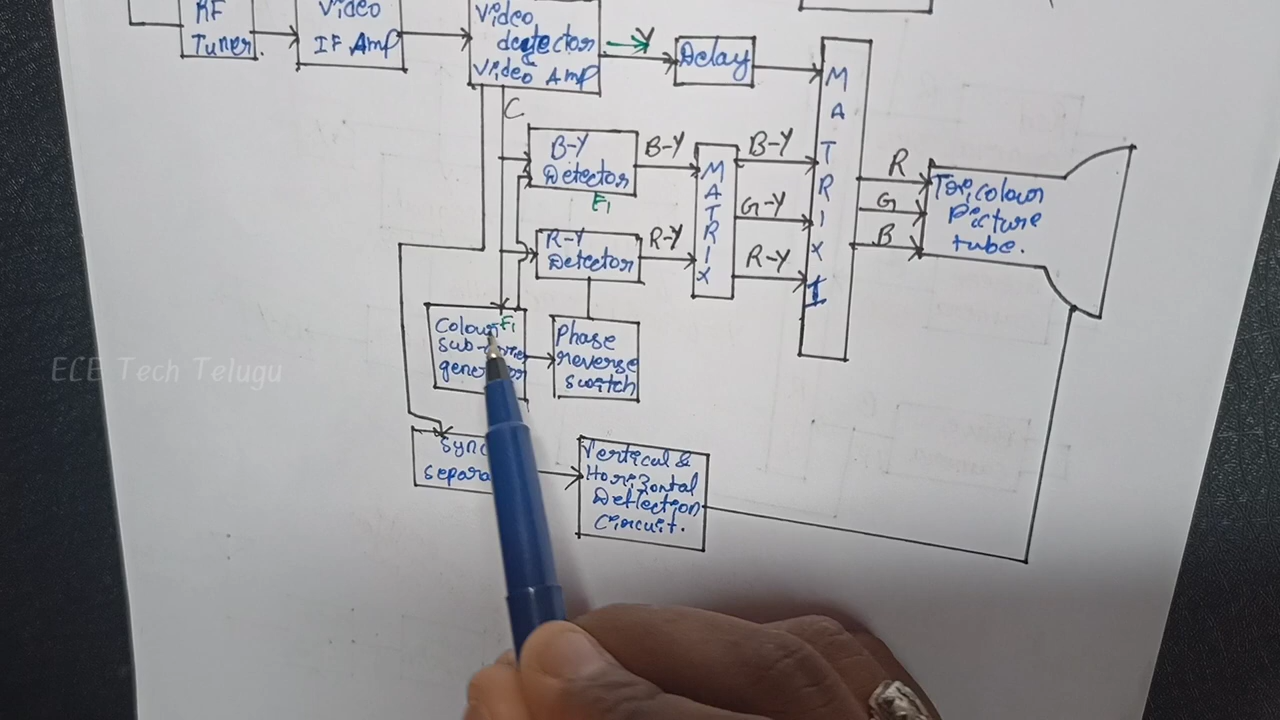 RF
Tuner
Video
IF Amp
Video
detector
&
Video Amp
Y
Delay
M
A
T
R
I
X
I
C
B-Y
Detector
F1
B-Y
M
A
T
R
I
X
B-Y
G-Y
R-Y
R-Y
Detector
R-Y
R
G
B
Tri,colour
Picture
tube.
Colour F1
Phase
reverse
switch
Vertical &
Horizontal
Deflection
Circuit.
ECE Tech Telugu